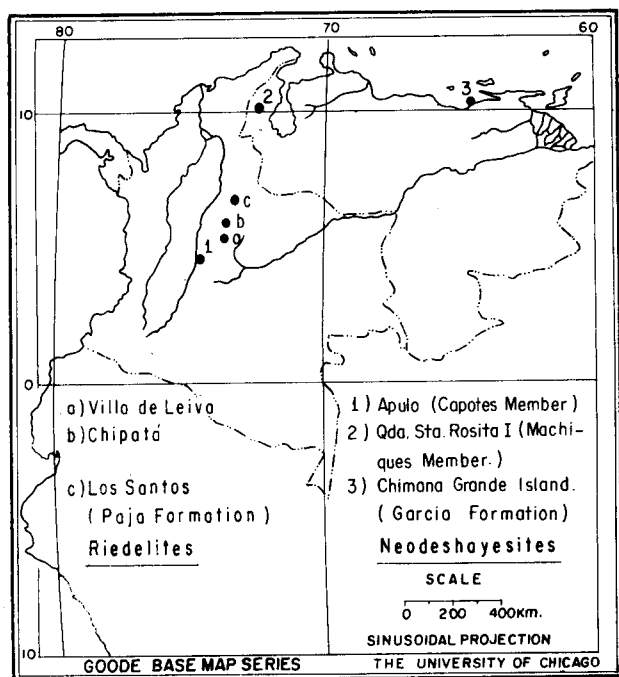 80 70 60
3
2
10 10
c
b
a
1
0 0
a) Villa de Leiva
b) Chipatá
c) Los Santos
( Paja Formation )
Riedelites
1) Apulo (Capotes Member)
2) Qda. Sta. Rosita I (Machi-
ques Member.)
3) Chimana Grande Island.
(Garcia Formation)
Neodeshayesites
SCALE
0 200 400Km.
SINUSOIDAL PROJECTION
10 10
GOODE BASE MAP SERIES THE UNIVERSITY OF CHICAGO